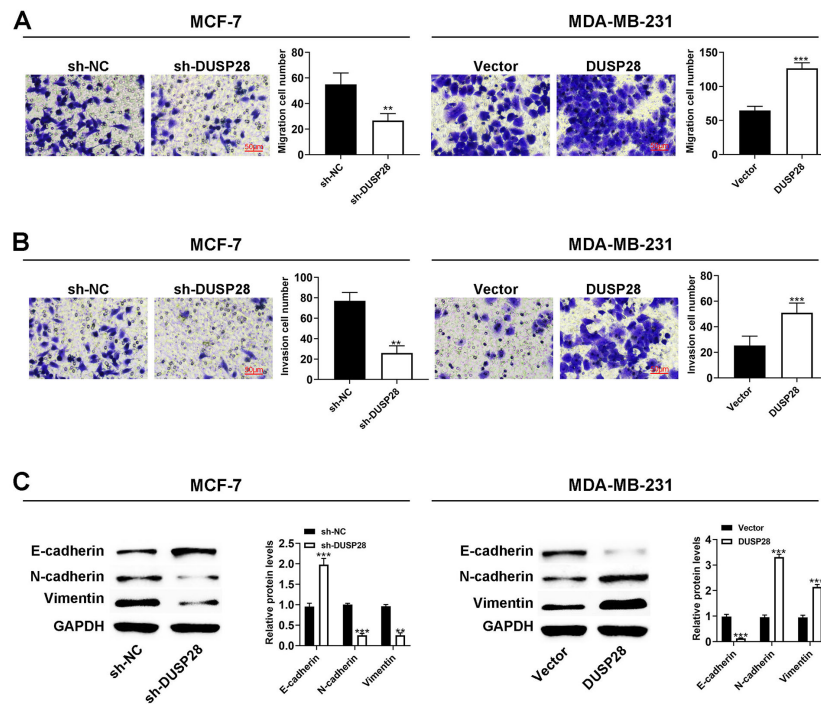 A
MCF-7
MDA-MB-231
sh-NC
sh-DUSP28
50μm
Migration cell number
80
60
40
20
0
**
sh-NC
sh-DUSP28
Vector
DUSP28
50μm
Migration cell number
150
100
50
0
***
Vector
DUSP28
B
MCF-7
MDA-MB-231
sh-NC
sh-DUSP28
50μm
Invasion cell number
100
80
60
40
20
0
**
sh-NC
sh-DUSP28
Vector
DUSP28
50μm
Invasion cell number
80
60
40
20
0
***
Vector
DUSP28
C
MCF-7
MDA-MB-231
E-cadherin
N-cadherin
Vimentin
GAPDH
sh-NC
sh-DUSP28
sh-NC
sh-DUSP28
Relative protein levels
2.5
2.0
1.5
1.0
0.5
0.0
***
***
**
E-cadherin
N-cadherin
Vimentin
E-cadherin
N-cadherin
Vimentin
GAPDH
Vector
DUSP28
Vector
DUSP28
Relative protein levels
6
4
2
0
***
***
***
E-cadherin
N-cadherin
Vimentin